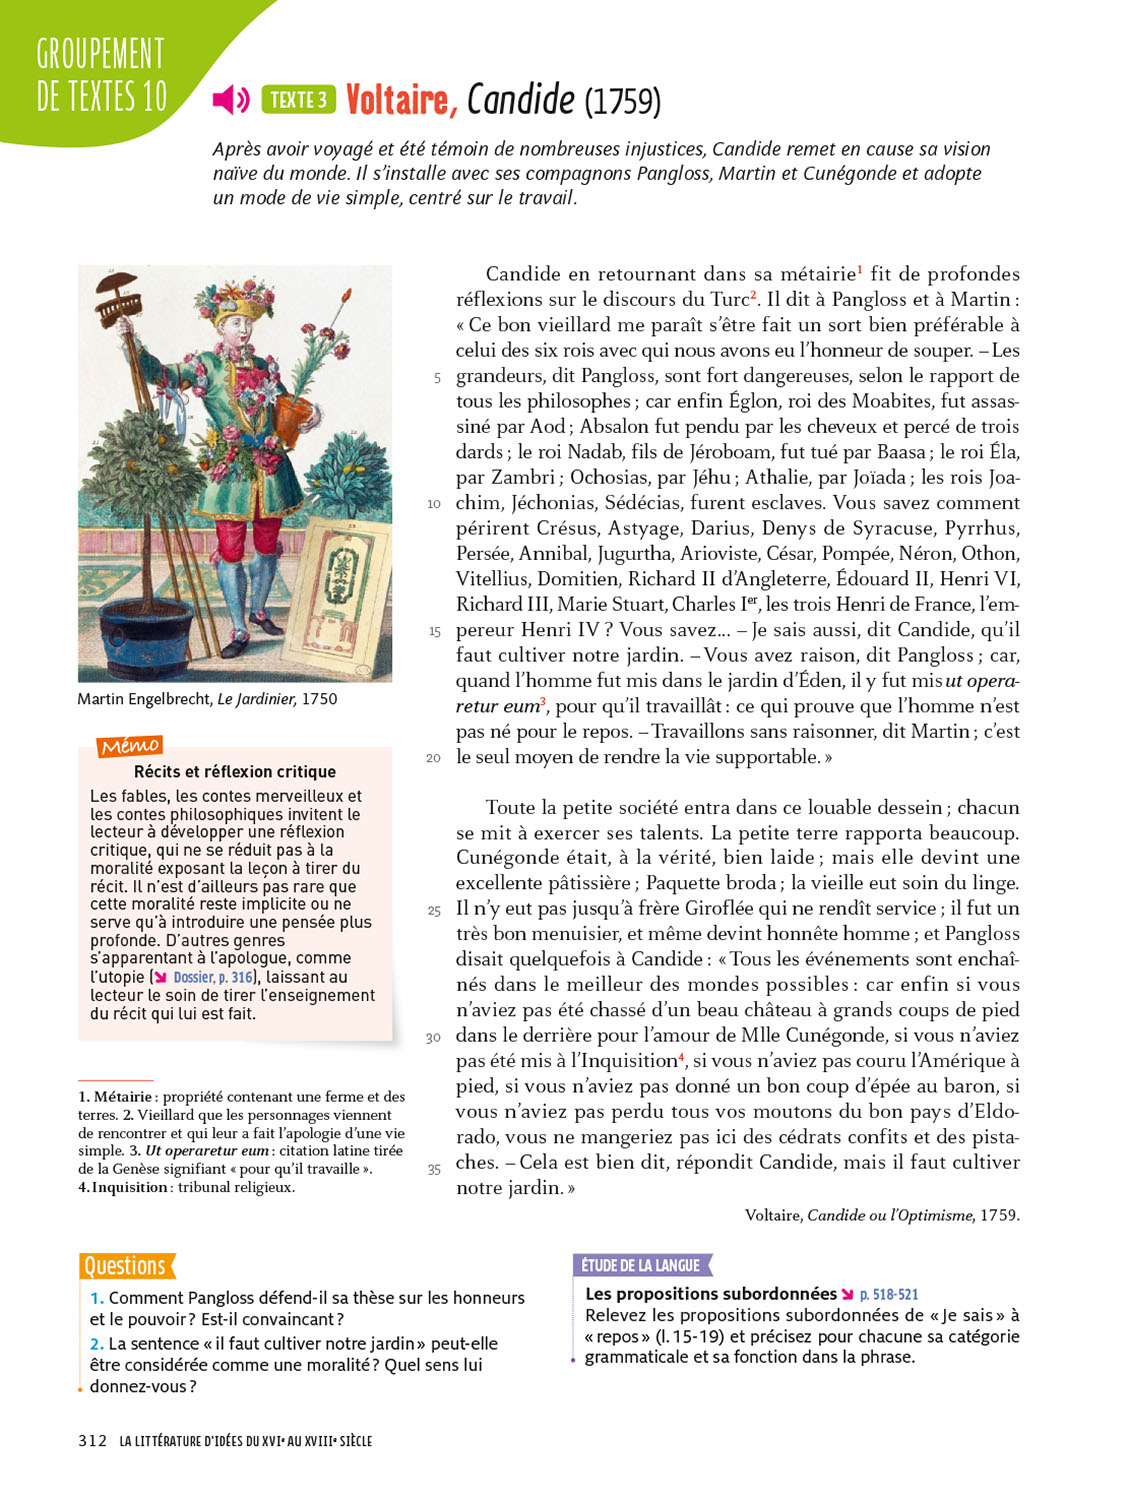 GROUPEMENT
DE TEXTES 10
TEXTE 3 Voltaire, Candide (1759)
Après avoir voyagé et été témoin de nombreuses injustices, Candide remet en cause sa vision
naïve du monde. Il s'installe avec ses compagnons Pangloss, Martin et Cunégonde et adopte
un mode de vie simple, centré sur le travail.
Candide en retournant dans sa métairie1 fit de profondes
réflexions sur le discours du Turc2. Il dit à Pangloss et à Martin :
« Ce bon vieillard me paraît s'être fait un sort bien préférable à
celui des six rois avec qui nous avons eu l'honneur de souper. – Les
5 grandeurs, dit Pangloss, sont fort dangereuses, selon le rapport de
tous les philosophes ; car enfin Églon, roi des Moabites, fut assas-
siné par Aod ; Absalon fut pendu par les cheveux et percé de trois
dards ; le roi Nadab, fils de Jéroboam, fut tué par Baasa ; le roi Éla,
par Zambri ; Ochosias, par Jéhu ; Athalie, par Joïada ; les rois Joa-
10 chim, Jéchonias, Sédécias, furent esclaves. Vous savez comment
périrent Crésus, Astyage, Darius, Denys de Syracuse, Pyrrhus,
Persée, Annibal, Jugurtha, Arioviste, César, Pompée, Néron, Othon,
Vitellius, Domitien, Richard II d'Angleterre, Édouard II, Henri VI,
Richard III, Marie Stuart, Charles Ier, les trois Henri de France, l'em-
15 pereur Henri IV ? Vous savez... – Je sais aussi, dit Candide, qu'il
faut cultiver notre jardin. – Vous avez raison, dit Pangloss ; car,
quand l'homme fut mis dans le jardin d'Éden, il y fut mis ut opera-
retur eum3, pour qu'il travaillât : ce qui prouve que l'homme n'est
pas né pour le repos. – Travaillons sans raisonner, dit Martin ; c'est
20 le seul moyen de rendre la vie supportable. »
Toute la petite société entra dans ce louable dessein ; chacun
se mit à exercer ses talents. La petite terre rapporta beaucoup.
Cunégonde était, à la vérité, bien laide ; mais elle devint une
excellente pâtissière ; Paquette broda ; la vieille eut soin du linge.
25 Il n'y eut pas jusqu'à frère Giroflée qui ne rendît service ; il fut un
très bon menuisier, et même devint honnête homme ; et Pangloss
disait quelquefois à Candide : « Tous les événements sont enchaî-
nés dans le meilleur des mondes possibles : car enfin si vous
n'aviez pas été chassé d'un beau château à grands coups de pied
30 dans le derrière pour l'amour de Mlle Cunégonde, si vous n'aviez
pas été mis à l'Inquisition4, si vous n'aviez pas couru l'Amérique à
pied, si vous n'aviez pas donné un bon coup d'épée au baron, si
vous n'aviez pas perdu tous vos moutons du bon pays d'Eldo-
rado, vous ne mangeriez pas ici des cédrats confits et des pista-
35 ches. – Cela est bien dit, répondit Candide, mais il faut cultiver
notre jardin. »
Voltaire, Candide ou l'Optimisme, 1759.
Martin Engelbrecht, Le Jardinier, 1750
Mémo
Récits et réflexion critique
Les fables, les contes merveilleux et
les contes philosophiques invitent le
lecteur à développer une réflexion
critique, qui ne se réduit pas à la
moralité exposant la leçon à tirer du
récit. Il n'est d'ailleurs pas rare que
cette moralité reste implicite ou ne
serve qu'à introduire une pensée plus
profonde. D'autres genres
s'apparentant à l'apologue, comme
l'utopie (Dossier, p. 316), laissant au
lecteur le soin de tirer l'enseignement
du récit qui lui est fait.
1. Métairie : propriété contenant une ferme et des
terres. 2. Vieillard que les personnages viennent
de rencontrer et qui leur a fait l'apologie d'une vie
simple. 3. Ut operaretur eum : citation latine tirée
de la Genèse signifiant « pour qu'il travaille ».
4. Inquisition : tribunal religieux.
Questions
1. Comment Pangloss défend-il sa thèse sur les honneurs
et le pouvoir ? Est-il convaincant ?
2. La sentence « il faut cultiver notre jardin » peut-elle
être considérée comme une moralité ? Quel sens lui
donnez-vous ?
ÉTUDE DE LA LANGUE
Les propositions subordonnées p. 518-521
Relevez les propositions subordonnées de « Je sais » à
« repos » (l. 15-19) et précisez pour chacune sa catégorie
grammaticale et sa fonction dans la phrase.
312 LA LITTÉRATURE D'IDÉES DU XVIe AU XVIIIe SIÈCLE